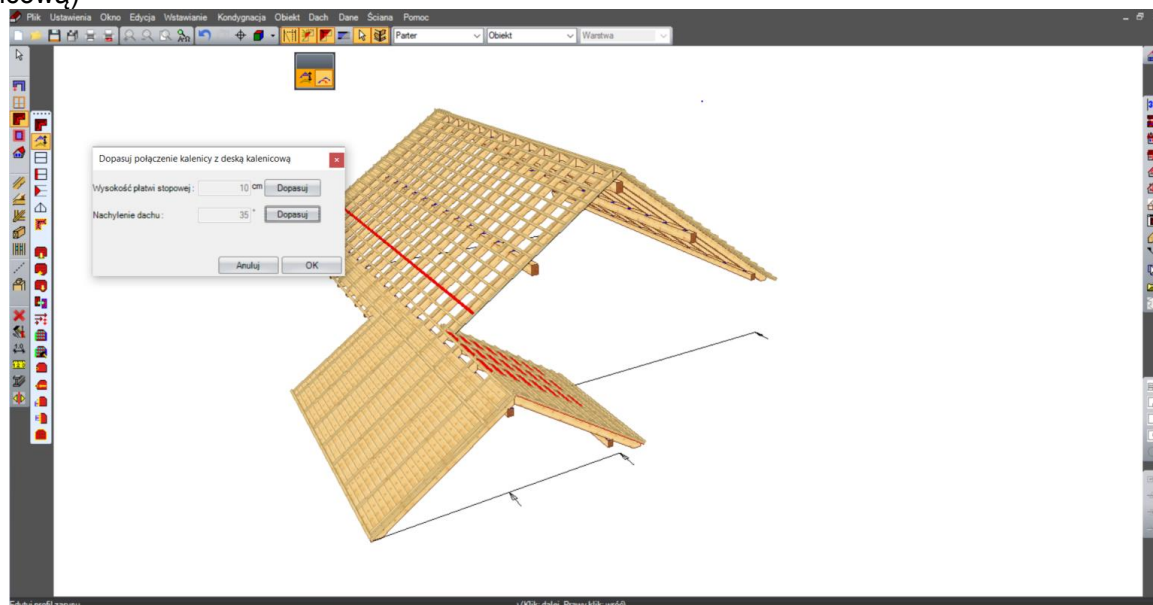 icową)
Plik Ustawienia Okno Edycja Wstawianie Kondygnacja Obiekt Dach Dane Ściana Pomoc
Parter Obiekt Warstwa
Dopasuj połączenie kalenicy z deską kalenicową
Wysokość płatwi stopowej : 10 cm Dopasuj
Nachylenie dachu : 35 ° Dopasuj
Anuluj OK